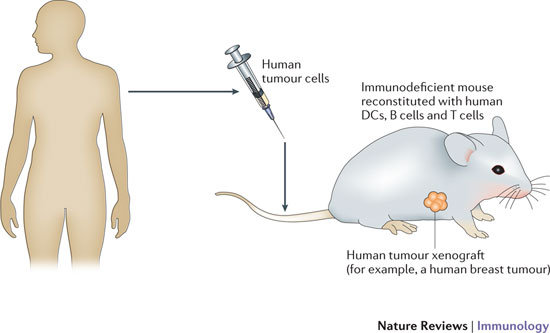 Human
tumour cells
Immunodeficient mouse
reconstituted with human
DCs, B cells and T cells
Human tumour xenograft
(for example, a human breast tumour)
Nature Reviews | Immunology